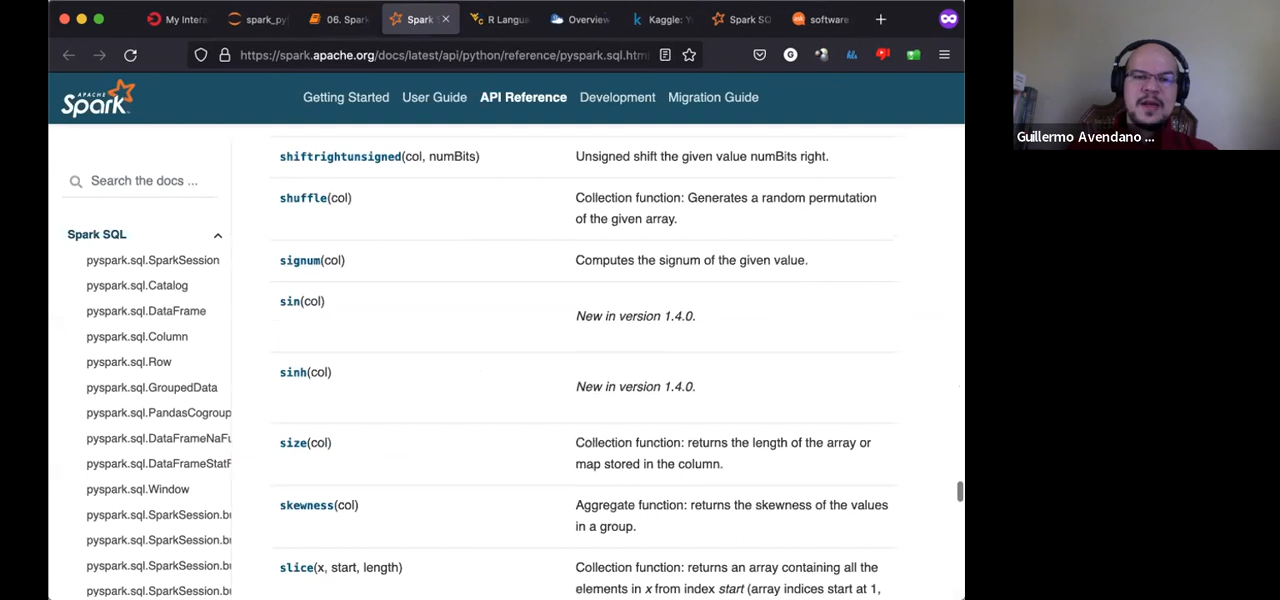 My Intera
spark_py
06. Spark
Spark
R Langu
Overview
Kaggle: Y
Spark SQ
software
https://spark.apache.org/docs/latest/api/python/reference/pyspark.sql.htm
APACHE
Spark
Getting Started
User Guide
API Reference
Development
Migration Guide
Search the docs ...
Spark SQL
pyspark.sql.SparkSession
pyspark.sql.Catalog
pyspark.sql.DataFrame
pyspark.sql.Column
pyspark.sql.Row
pyspark.sql.GroupedData
pyspark.sql.PandasCogroup
pyspark.sql.DataFrameNaFu
pyspark.sql.DataFrameStatF
pyspark.sql.Window
pyspark.sql.SparkSession.bu
pyspark.sql.SparkSession.bu
pyspark.sql.SparkSession.bu
pyspark.sql.SparkSession.bu
shiftrightunsigned(col, numBits)
Unsigned shift the given value numBits right.
shuffle(col)
Collection function: Generates a random permutation
of the given array.
signum(col)
Computes the signum of the given value.
sin(col)
New in version 1.4.0.
sinh(col)
New in version 1.4.0.
size(col)
Collection function: returns the length of the array or
map stored in the column.
skewness(col)
Aggregate function: returns the skewness of the values
in a group.
slice(x, start, length)
Collection function: returns an array containing all the
elements in x from index start (array indices start at 1,
Guillermo Avendano ...